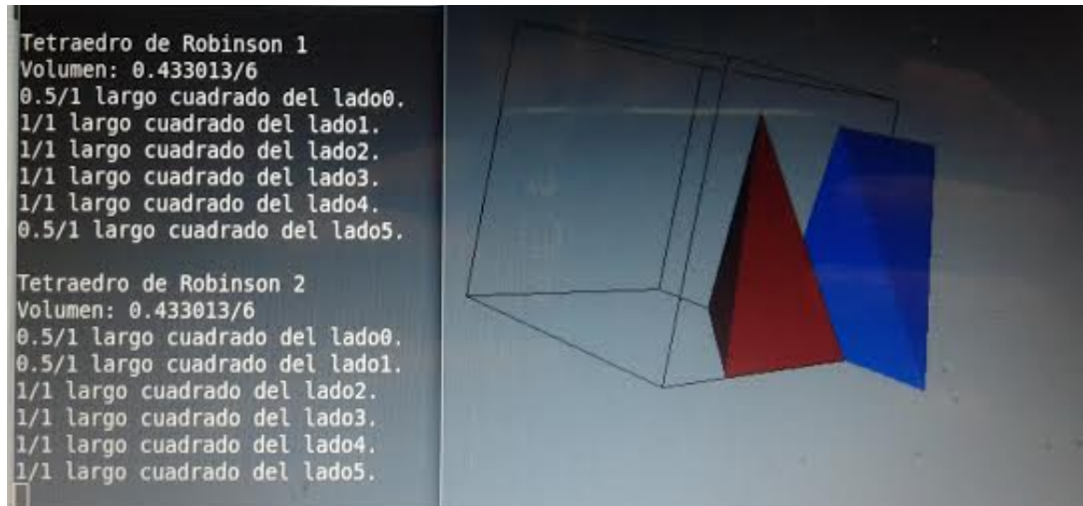 Tetraedro de Robinson 1
Volumen: 0.433013/6
0.5/1 largo cuadrado del lado0.
1/1 largo cuadrado del lado1.
1/1 largo cuadrado del lado2.
1/1 largo cuadrado del lado3.
1/1 largo cuadrado del lado4.
0.5/1 largo cuadrado del lado5.
Tetraedro de Robinson 2
Volumen: 0.433013/6
0.5/1 largo cuadrado del lado0.
0.5/1 largo cuadrado del lado1.
1/1 largo cuadrado del lado2.
1/1 largo cuadrado del lado3.
1/1 largo cuadrado del lado4.
1/1 largo cuadrado del lado5.